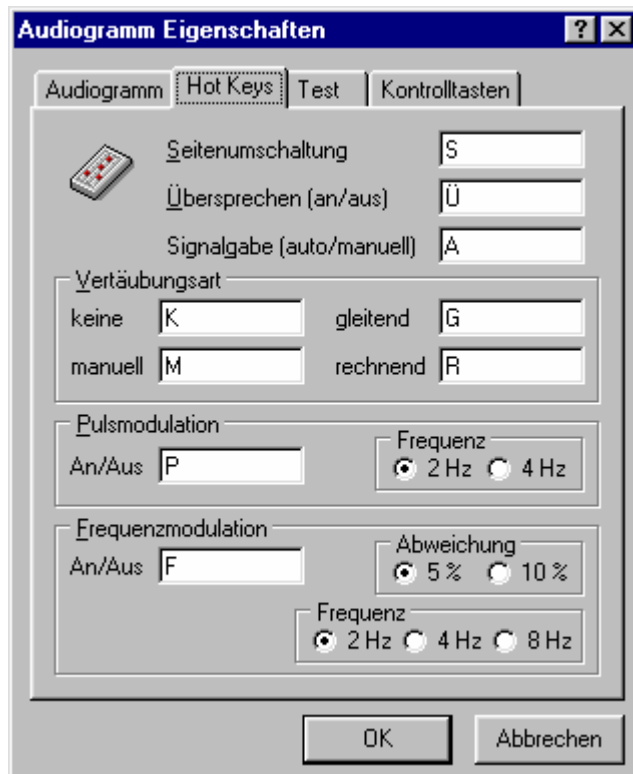 Audiogramm Eigenschaften
Audiogramm Hot Keys Test Kontrolltasten
Seitenumschaltung S
Übersprechen (an/aus) Ü
Signalgabe (auto/manuell) A
Vertäubungsart
keine K gleitend G
manuell M rechnend R
Pulsmodulation
Frequenz
An/Aus P 2 Hz 4 Hz
Frequenzmodulation
Abweichung
An/Aus F 5 % 10 %
Frequenz
2 Hz 4 Hz 8 Hz
OK Abbrechen